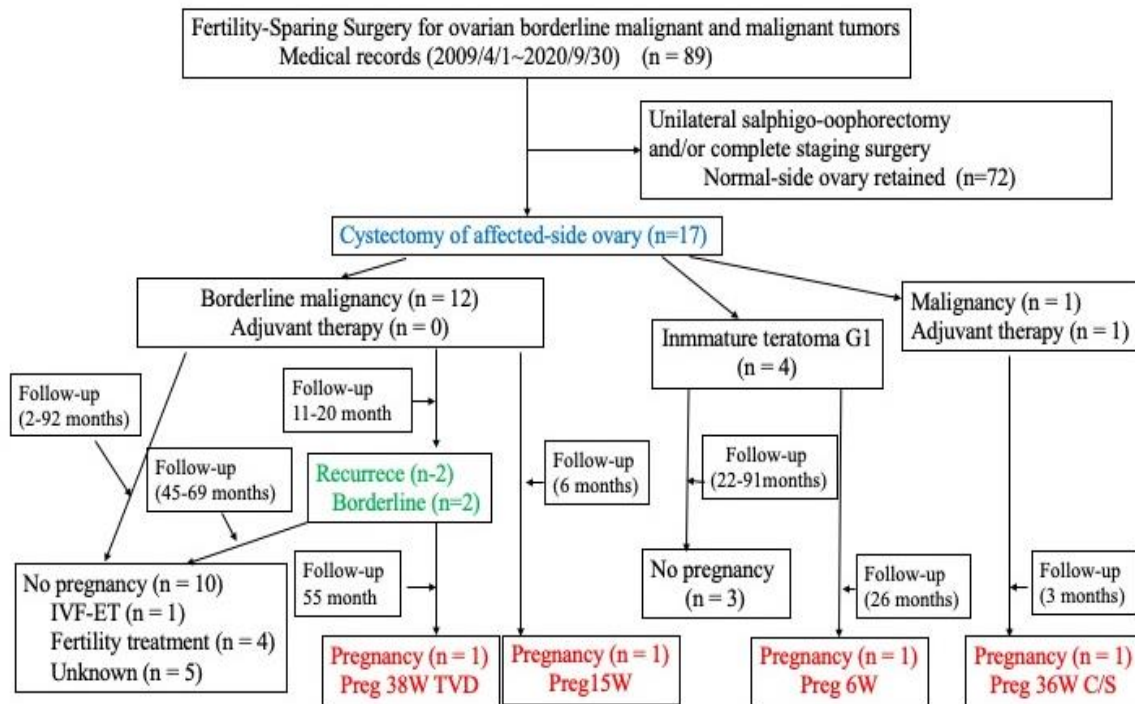 Fertility-Sparing Surgery for ovarian borderline malignant and malignant tumors
Medical records (2009/4/1~2020/9/30) (n = 89)
Unilateral salphigo-oophorectomy
and/or complete staging surgery
Normal-side ovary retained (n=72)
Cystectomy of affected-side ovary (n=17)
Borderline malignancy (n = 12)
Adjuvant therapy (n = 0)
Inmmature teratoma G1
(n = 4)
Malignancy (n = 1)
Adjuvant therapy (n = 1)
Follow-up
(2-92 months)
Follow-up
11-20 month
Follow-up
(45-69 months)
Recurrece (n-2)
Borderline (n=2)
Follow-up
(6 months)
Follow-up
(22-91months)
No pregnancy (n = 10)
IVF-ET (n = 1)
Fertility treatment (n = 4)
Unknown (n = 5)
Follow-up
55 month
No pregnancy
(n = 3)
Follow-up
(26 months)
Follow-up
(3 months)
Pregnancy (n = 1)
Preg 38W TVD
Pregnancy (n = 1)
Preg15W
Pregnancy (n = 1)
Preg 6W
Pregnancy (n = 1)
Preg 36W C/S